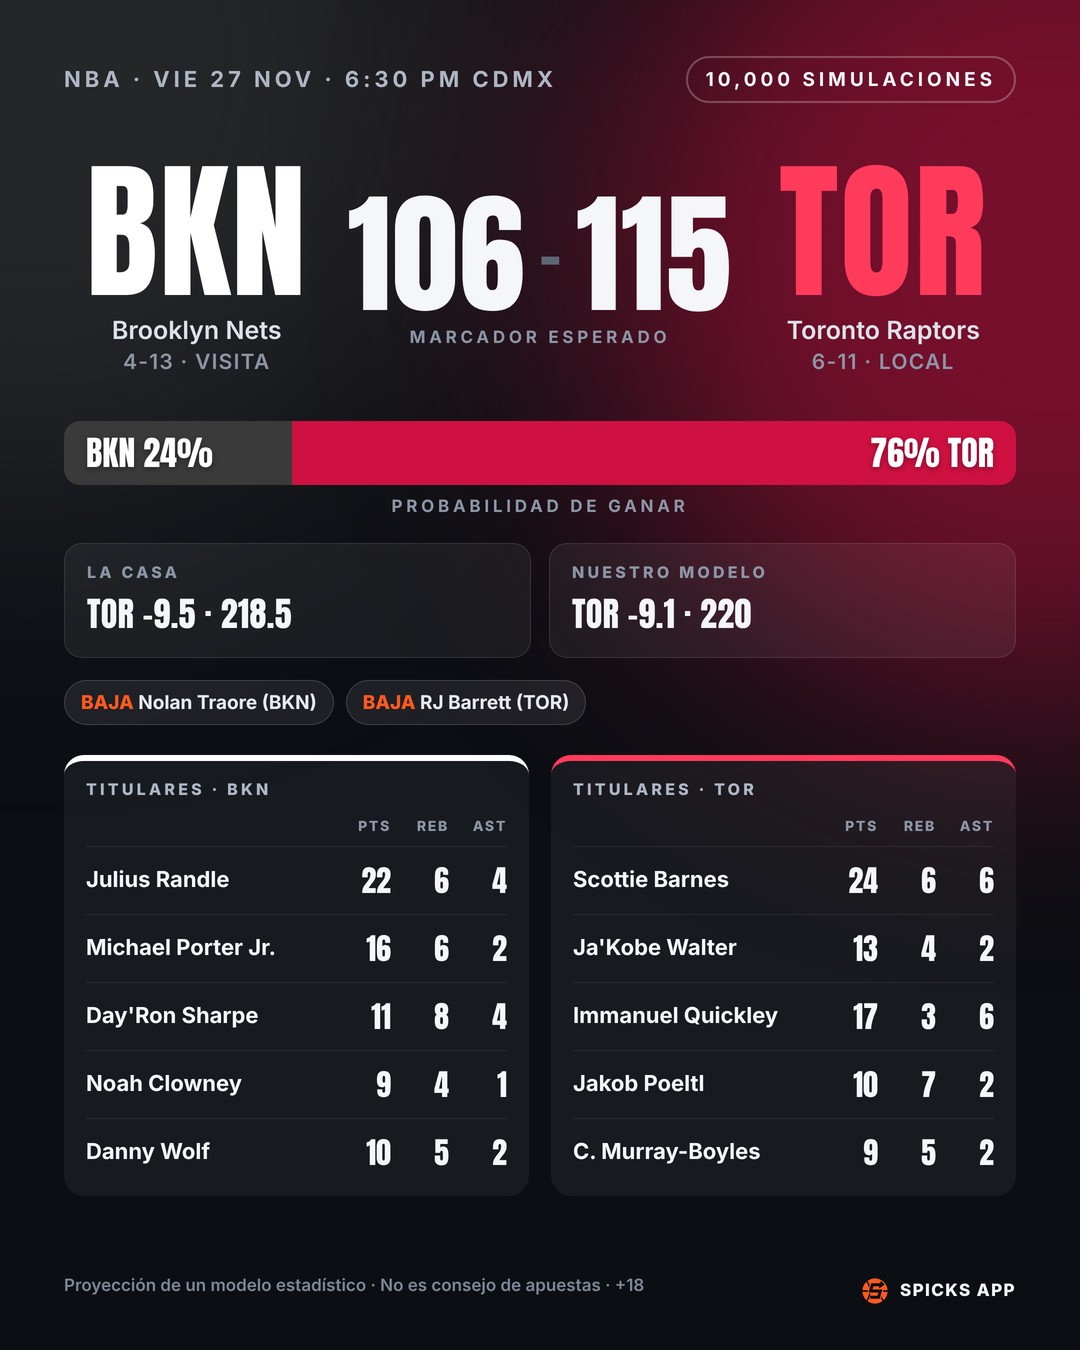 NBA · VIE 27 NOV · 6:30 PM CDMX
10,000 SIMULACIONES
BKN
106 - 115
TOR
Brooklyn Nets
4-13 · VISITA
MARCADOR ESPERADO
Toronto Raptors
6-11 · LOCAL
BKN 24%
76% TOR
PROBABILIDAD DE GANAR
LA CASA
TOR -9.5 · 218.5
NUESTRO MODELO
TOR -9.1 · 220
BAJA Nolan Traore (BKN)
BAJA RJ Barrett (TOR)
TITULARES · BKN
PTS REB AST
Julius Randle 22 6 4
Michael Porter Jr. 16 6 2
Day'Ron Sharpe 11 8 4
Noah Clowney 9 4 1
Danny Wolf 10 5 2
TITULARES · TOR
PTS REB AST
Scottie Barnes 24 6 6
Ja'Kobe Walter 13 4 2
Immanuel Quickley 17 3 6
Jakob Poeltl 10 7 2
C. Murray-Boyles 9 5 2
Proyección de un modelo estadístico · No es consejo de apuestas · +18
SPICKS APP